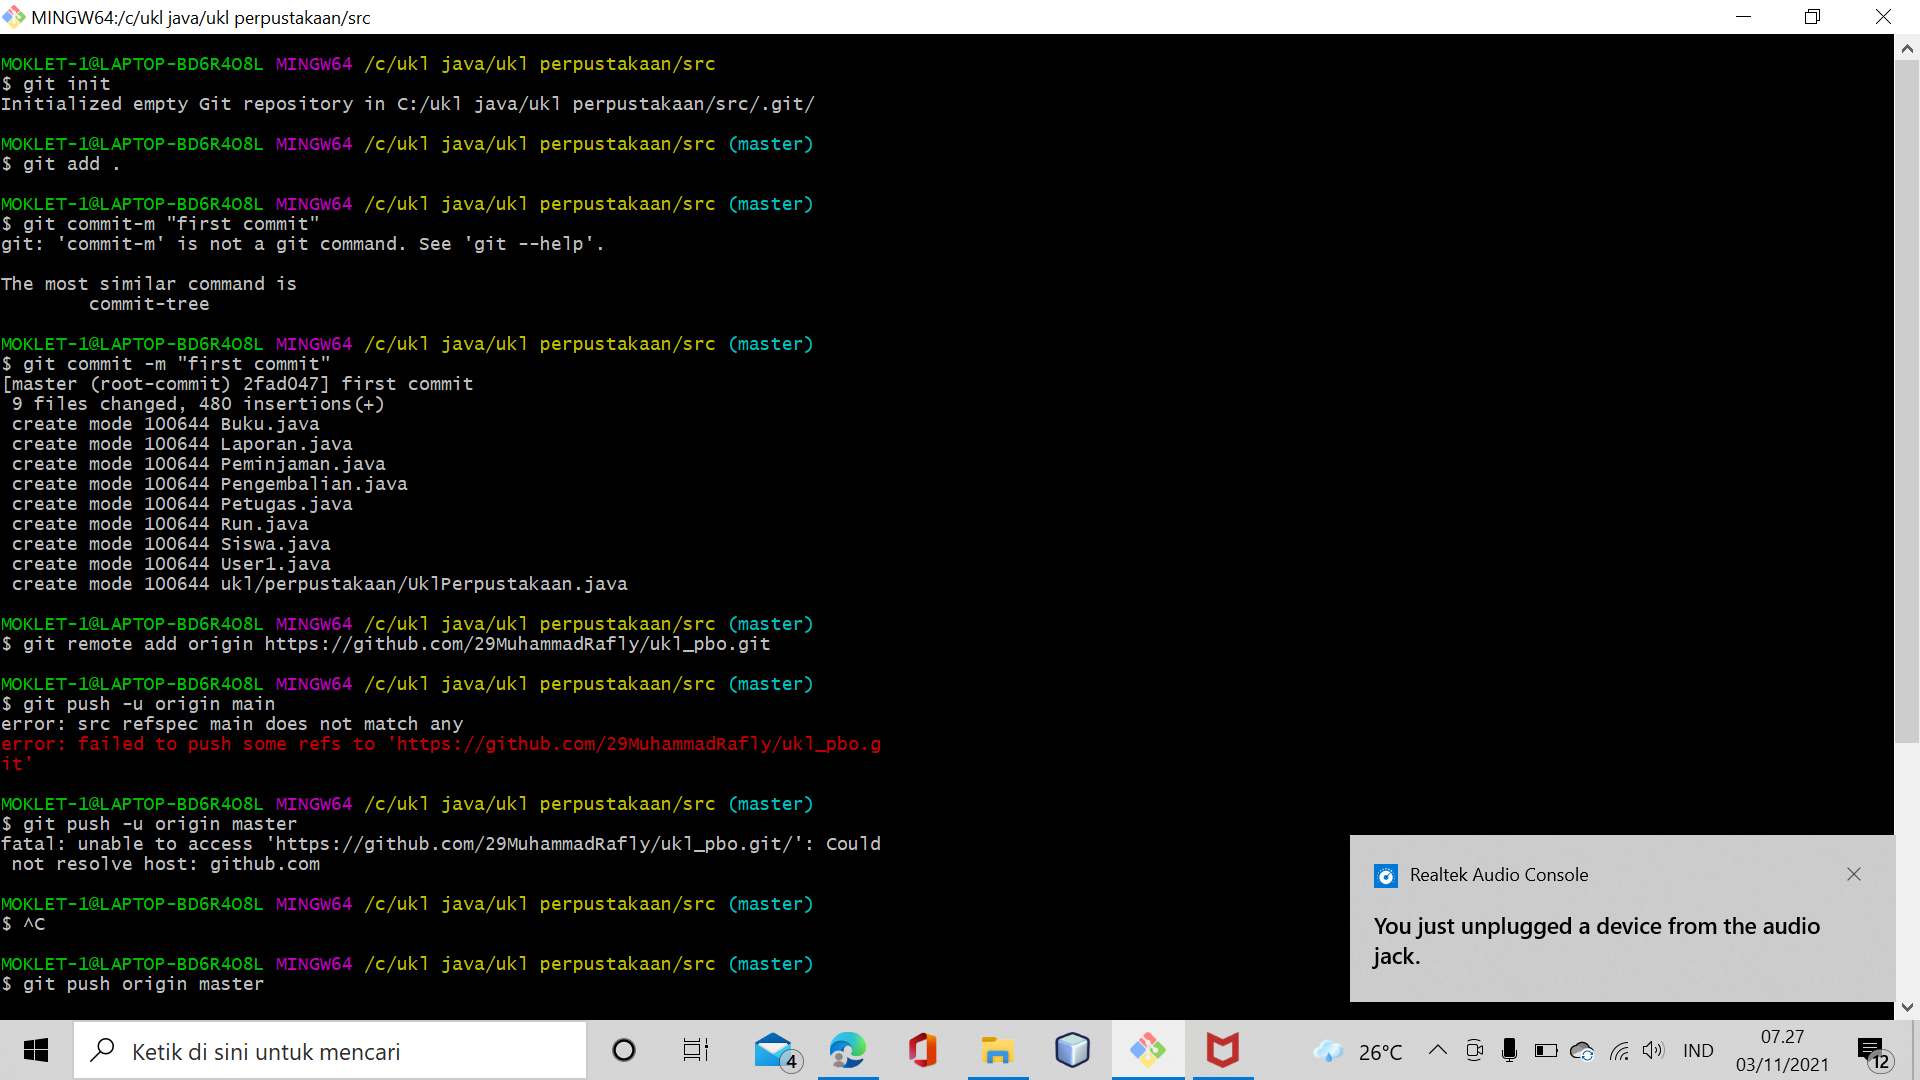 MINGW64:/c/ukl java/ukl perpustakaan/src
MOKLET-1@LAPTOP-BD6R4O8L MINGW64 /c/ukl java/ukl perpustakaan/src
$ git init
Initialized empty Git repository in C:/ukl java/ukl perpustakaan/src/.git/
MOKLET-1@LAPTOP-BD6R4O8L MINGW64 /c/ukl java/ukl perpustakaan/src (master)
$ git add .
MOKLET-1@LAPTOP-BD6R4O8L MINGW64 /c/ukl java/ukl perpustakaan/src (master)
$ git commit-m "first commit"
git: 'commit-m' is not a git command. See 'git --help'.
The most similar command is
commit-tree
MOKLET-1@LAPTOP-BD6R4O8L MINGW64 /c/ukl java/ukl perpustakaan/src (master)
$ git commit -m "first commit"
[master (root-commit) 2fad047] first commit
9 files changed, 480 insertions(+)
create mode 100644 Buku.java
create mode 100644 Laporan.java
create mode 100644 Peminjaman.java
create mode 100644 Pengembalian.java
create mode 100644 Petugas.java
create mode 100644 Run.java
create mode 100644 Siswa.java
create mode 100644 User1.java
create mode 100644 ukl/perpustakaan/UklPerpustakaan.java
MOKLET-1@LAPTOP-BD6R4O8L MINGW64 /c/ukl java/ukl perpustakaan/src (master)
$ git remote add origin https://github.com/29MuhammadRafly/ukl_pbo.git
MOKLET-1@LAPTOP-BD6R4O8L MINGW64 /c/ukl java/ukl perpustakaan/src (master)
$ git push -u origin main
error: src refspec main does not match any
error: failed to push some refs to 'https://github.com/29MuhammadRafly/ukl_pbo.g
it'
MOKLET-1@LAPTOP-BD6R4O8L MINGW64 /c/ukl java/ukl perpustakaan/src (master)
$ git push -u origin master
fatal: unable to access 'https://github.com/29MuhammadRafly/ukl_pbo.git/': Could
not resolve host: github.com
MOKLET-1@LAPTOP-BD6R4O8L MINGW64 /c/ukl java/ukl perpustakaan/src (master)
$ ^C
MOKLET-1@LAPTOP-BD6R4O8L MINGW64 /c/ukl java/ukl perpustakaan/src (master)
$ git push origin master
Realtek Audio Console
You just unplugged a device from the audio
jack.
Ketik di sini untuk mencari
4
26°C
IND
07.27
03/11/2021
12